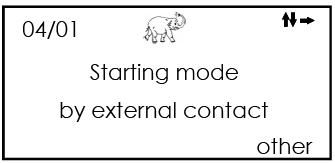 04/01
Starting mode
by external contact
other